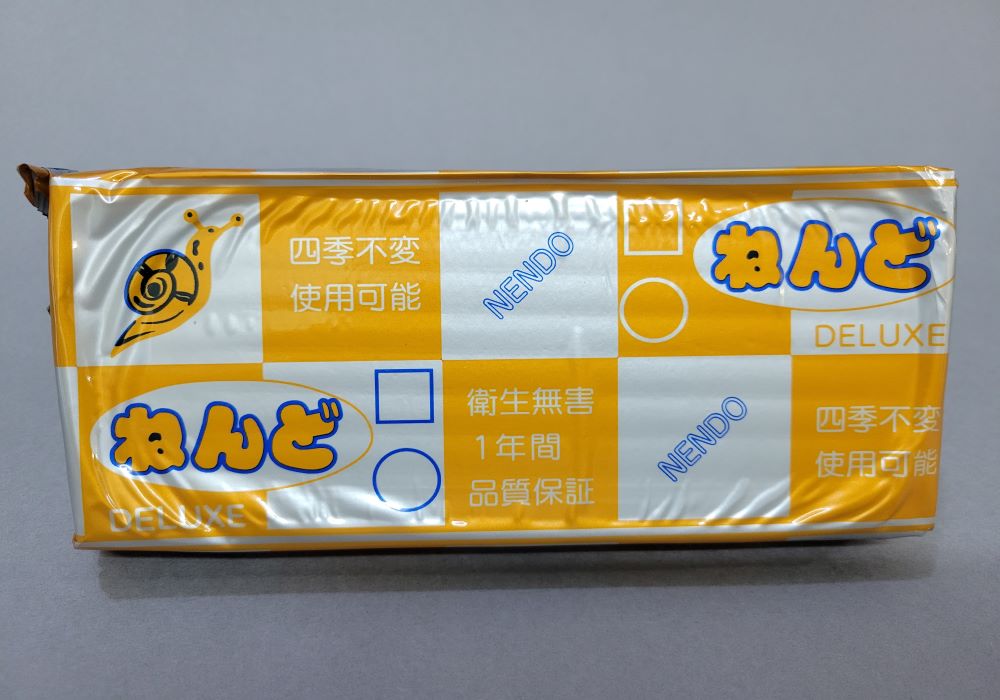 四季不変
使用可能
NENDO
ねんど
DELUXE
ねんど
DELUXE
衛生無害
1年間
品質保証
NENDO
四季不変
使用可能